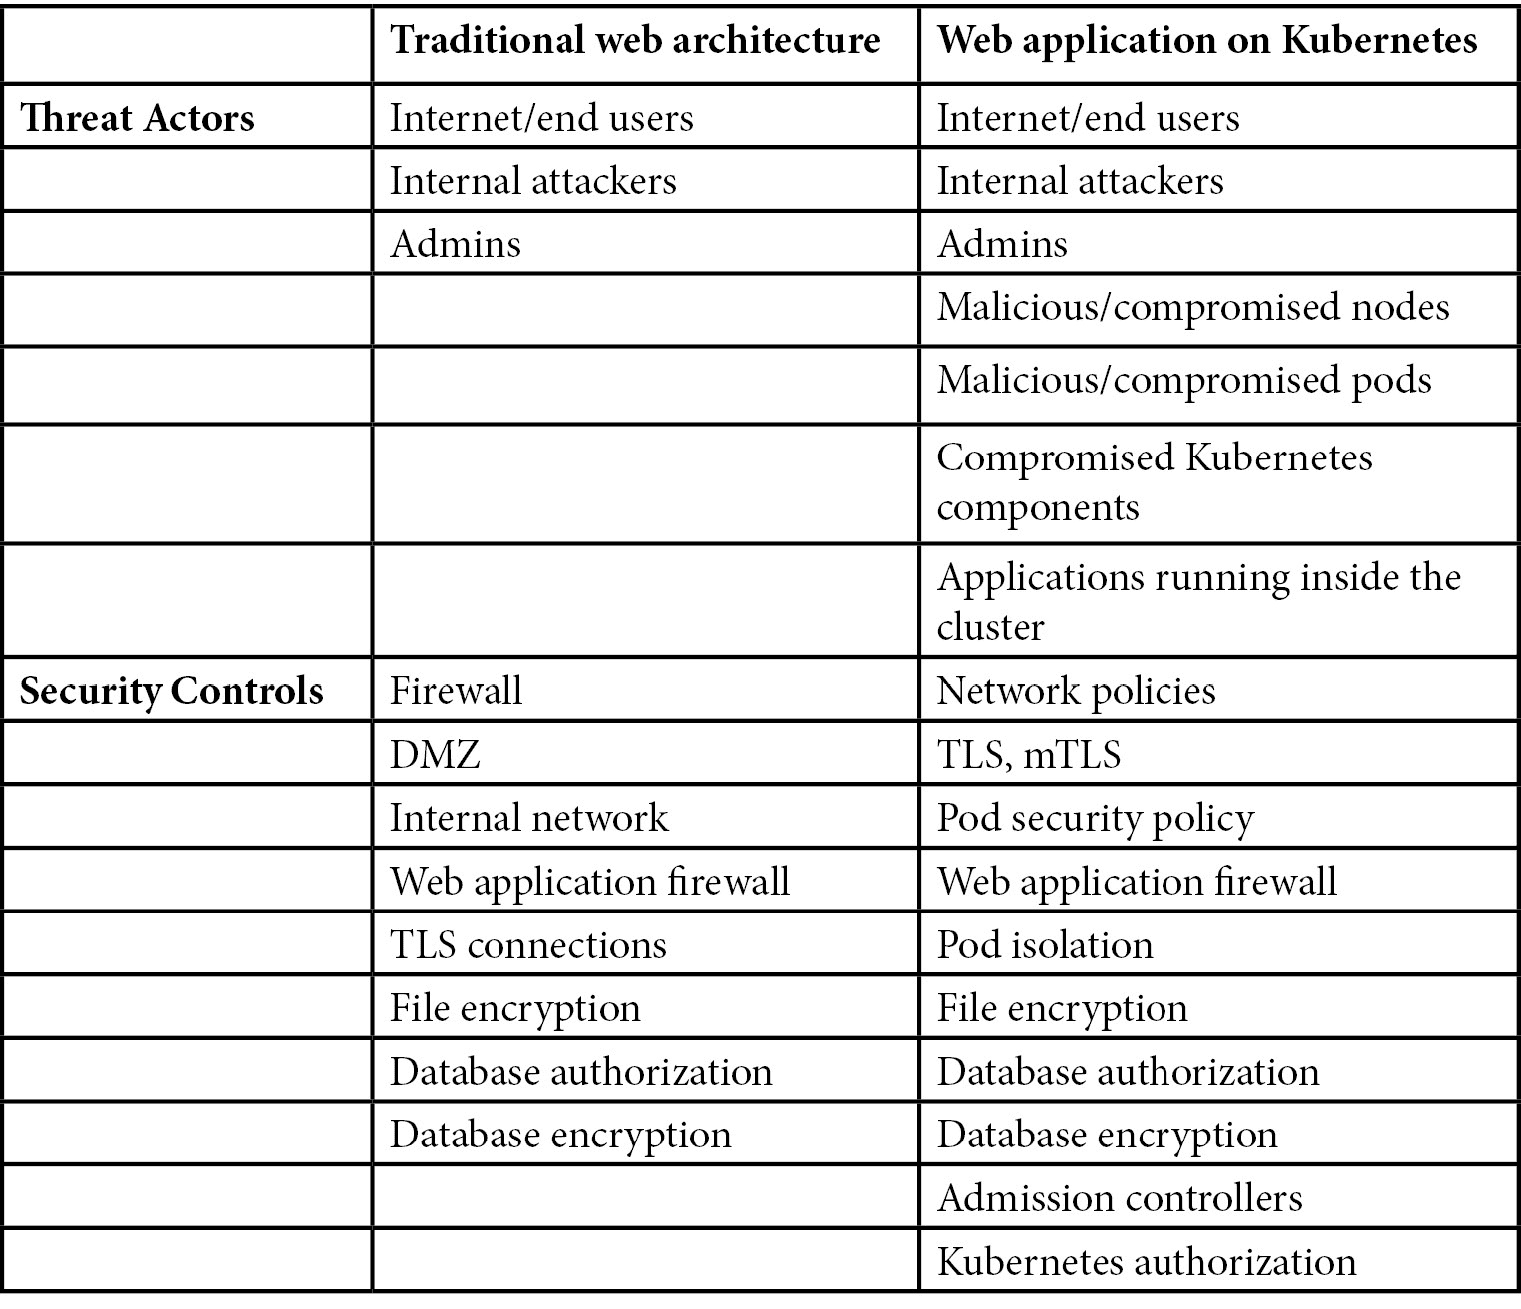 Traditional web architecture Web application on Kubernetes
Threat Actors Internet/end users Internet/end users
Internal attackers Internal attackers
Admins Admins
Malicious/compromised nodes
Malicious/compromised pods
Compromised Kubernetes
components
Applications running inside the
cluster
Security Controls Firewall Network policies
DMZ TLS, mTLS
Internal network Pod security policy
Web application firewall Web application firewall
TLS connections Pod isolation
File encryption File encryption
Database authorization Database authorization
Database encryption Database encryption
Admission controllers
Kubernetes authorization